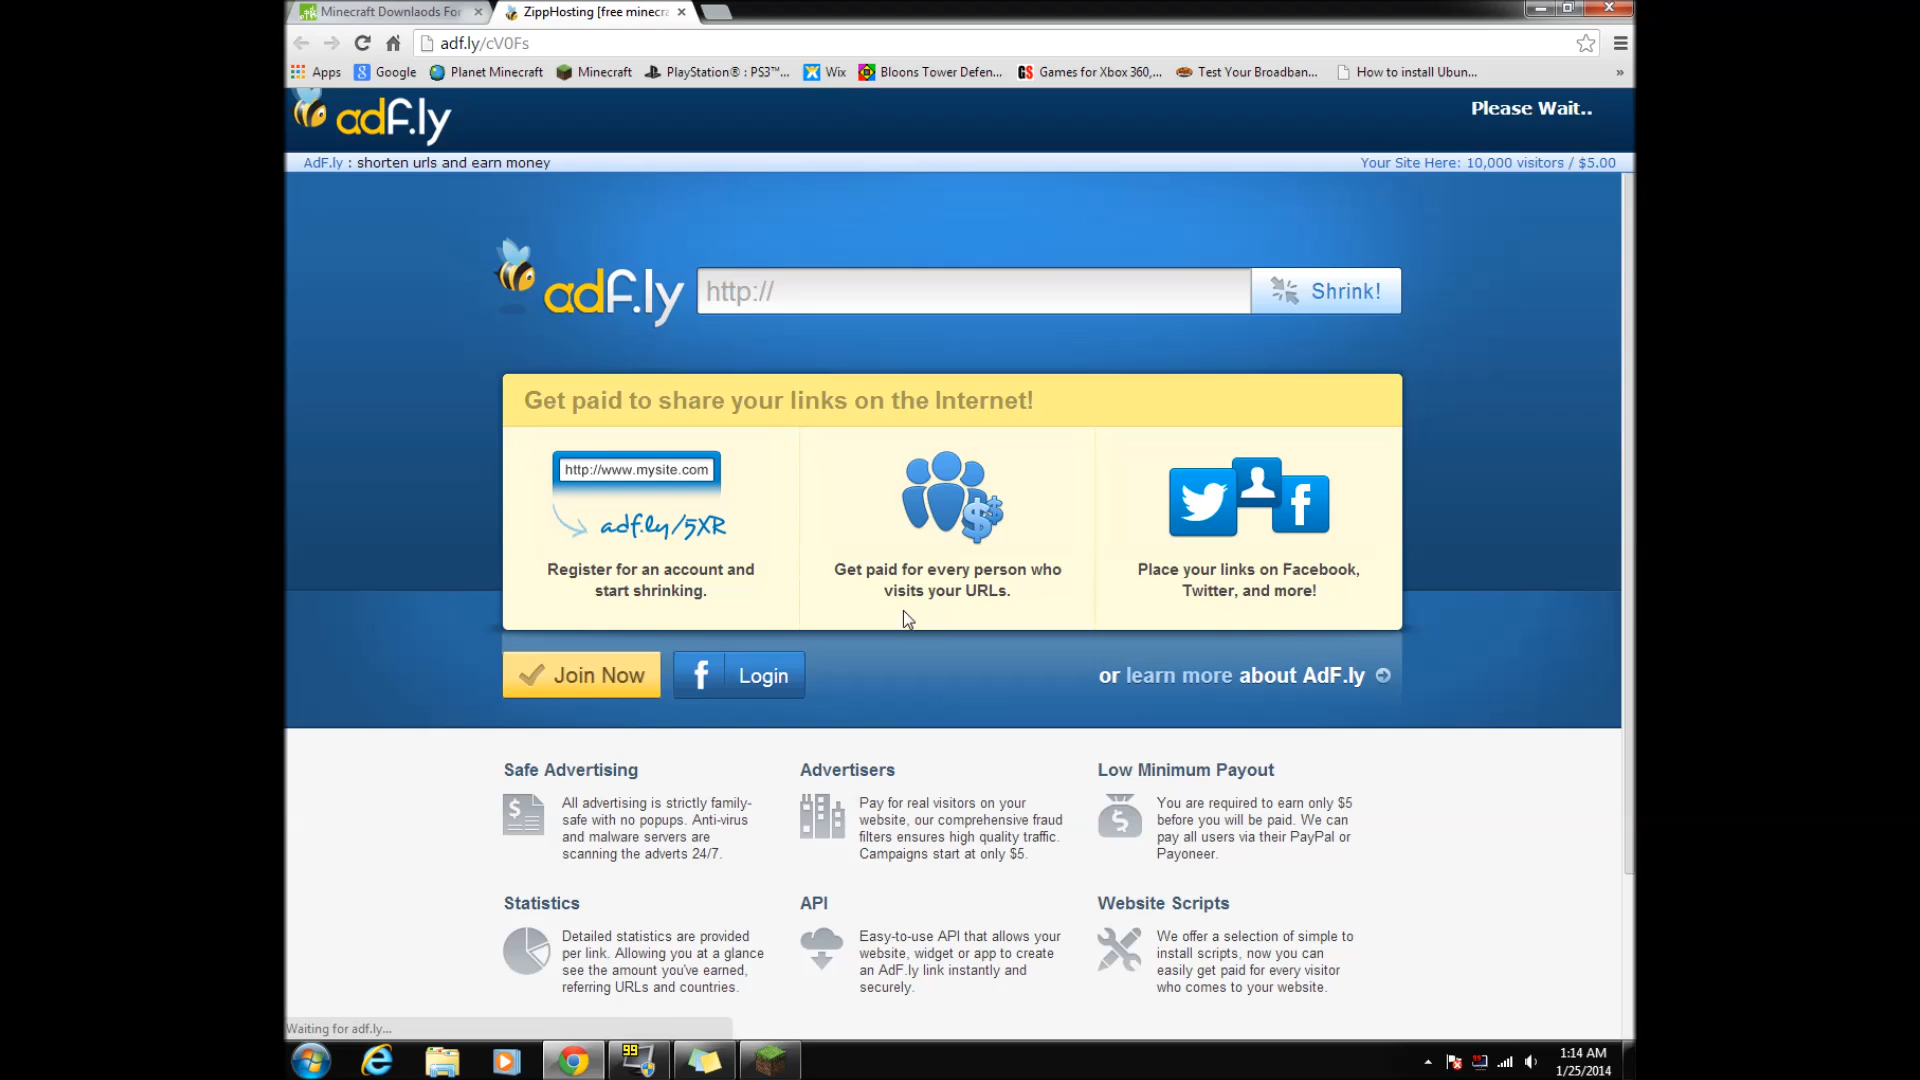 Minecraft Downlaods For
ZippHosting [free minecra
adf.ly/cV0Fs
Apps Google Planet Minecraft Minecraft PlayStation® : PS3™... Wix Bloons Tower Defen... GS Games for Xbox 360,... Test Your Broadban... How to install Ubun... »
adf.ly
Please Wait..
AdF.ly : shorten urls and earn money
Your Site Here: 10,000 visitors / $5.00
adf.ly
http://
Shrink!
Get paid to share your links on the Internet!
http://www.mysite.com
adf.ly/5XR
Register for an account and
start shrinking.
Get paid for every person who
visits your URLs.
Place your links on Facebook,
Twitter, and more!
Join Now
f Login
or learn more about AdF.ly
Safe Advertising
All advertising is strictly family-
safe with no popups. Anti-virus
and malware servers are
scanning the adverts 24/7.
Advertisers
Pay for real visitors on your
website, our comprehensive fraud
filters ensures high quality traffic.
Campaigns start at only $5.
Low Minimum Payout
You are required to earn only $5
before you will be paid. We can
pay all users via their PayPal or
Payoneer.
Statistics
Detailed statistics are provided
per link. Allowing you at a glance
see the amount you've earned,
referring URLs and countries.
API
Easy-to-use API that allows your
website, widget or app to create
an AdF.ly link instantly and
securely.
Website Scripts
We offer a selection of simple to
install scripts, now you can
easily get paid for every visitor
who comes to your website.
Waiting for adf.ly...
99
1:14 AM
1/25/2014